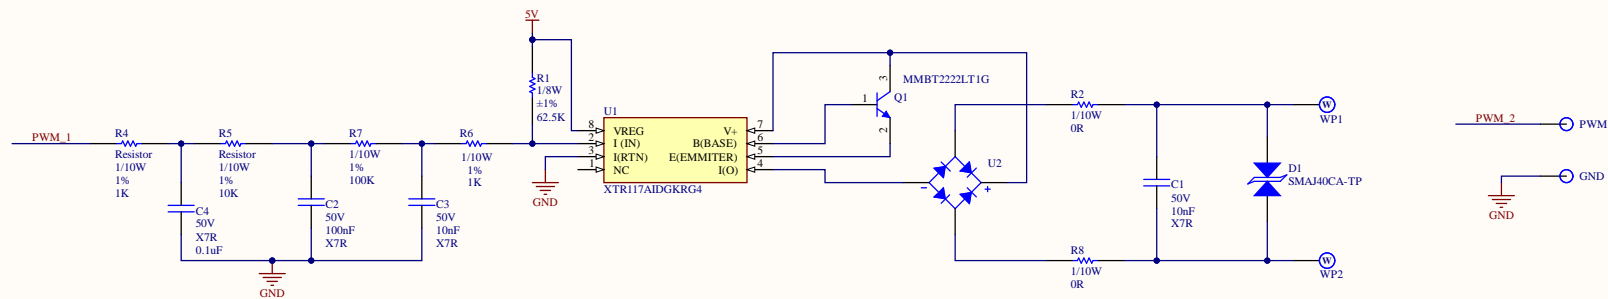 5V
R1
1/8W
±1%
62.5K
PWM_1
R4
Resistor
1/10W
1%
1K
R5
Resistor
1/10W
1%
10K
R7
1/10W
1%
100K
R6
1/10W
1%
1K
C4
50V
X7R
0.1uF
C2
50V
100nF
X7R
C3
50V
10nF
X7R
GND
GND
U1
8 VREG
2 I (IN)
3 I(RTN)
1 NC
V+ 7
B(BASE) 6
E(EMMITER) 5
I(O) 4
XTR117AIDGKRG4
3
1
2
MMBT2222LT1G
Q1
U2
-
+
R2
1/10W
0R
R8
1/10W
0R
C1
50V
10nF
X7R
D1
SMAJ40CA-TP
W
WP1
W
WP2
PWM_2
PWM
GND
GND